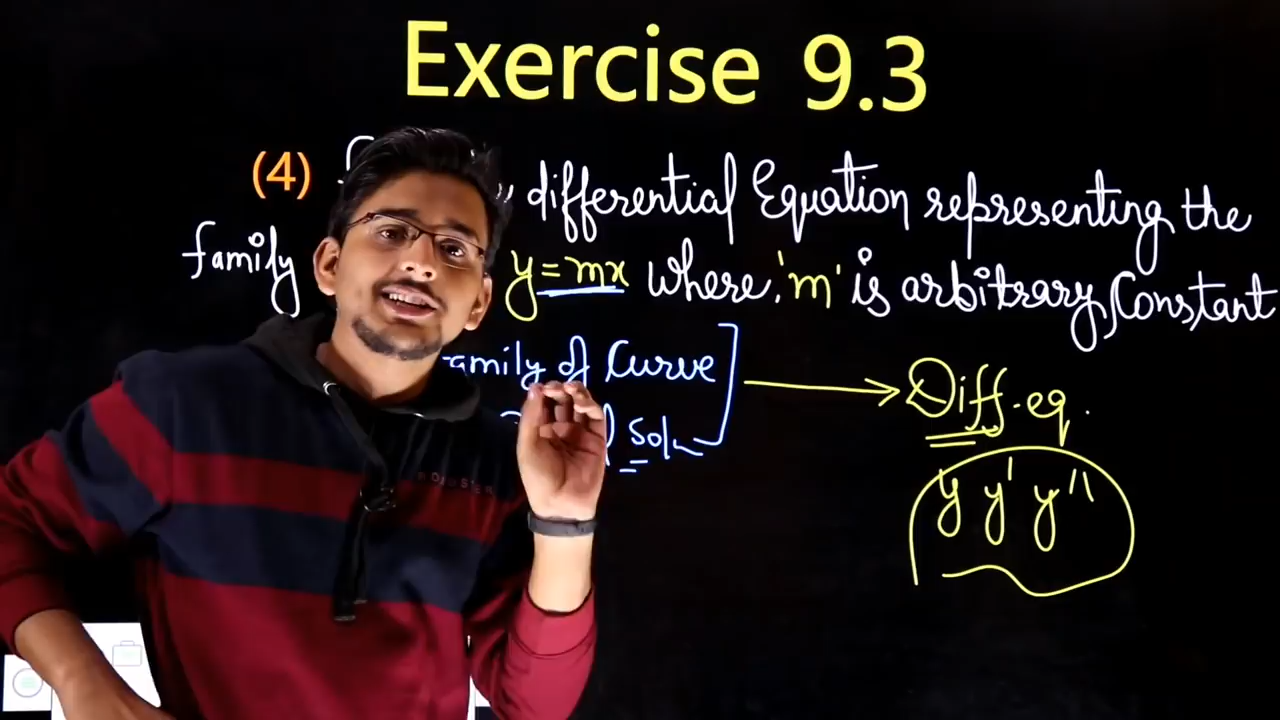 Exercise 9.3
(4) differential Equation representing the
family y = mx where 'm' is arbitrary Constant
amily of Curve
Diff. eq.
Soln
y y' y''